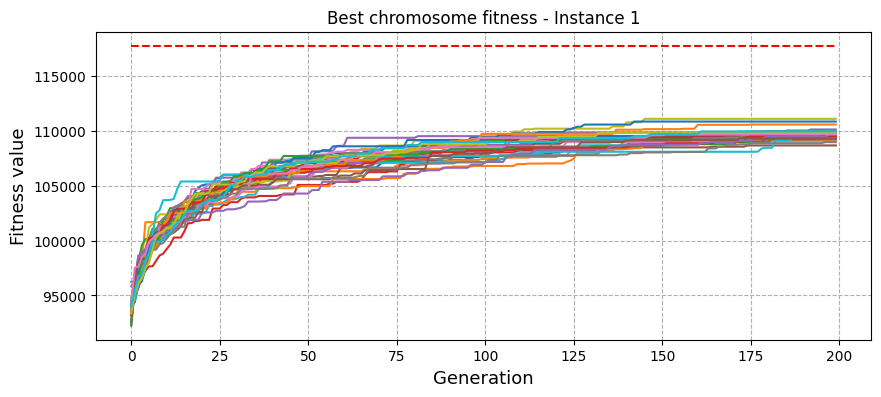 Best chromosome fitness - Instance 1
Fitness value
115000
110000
105000
100000
95000
0 25 50 75 100 125 150 175 200
Generation